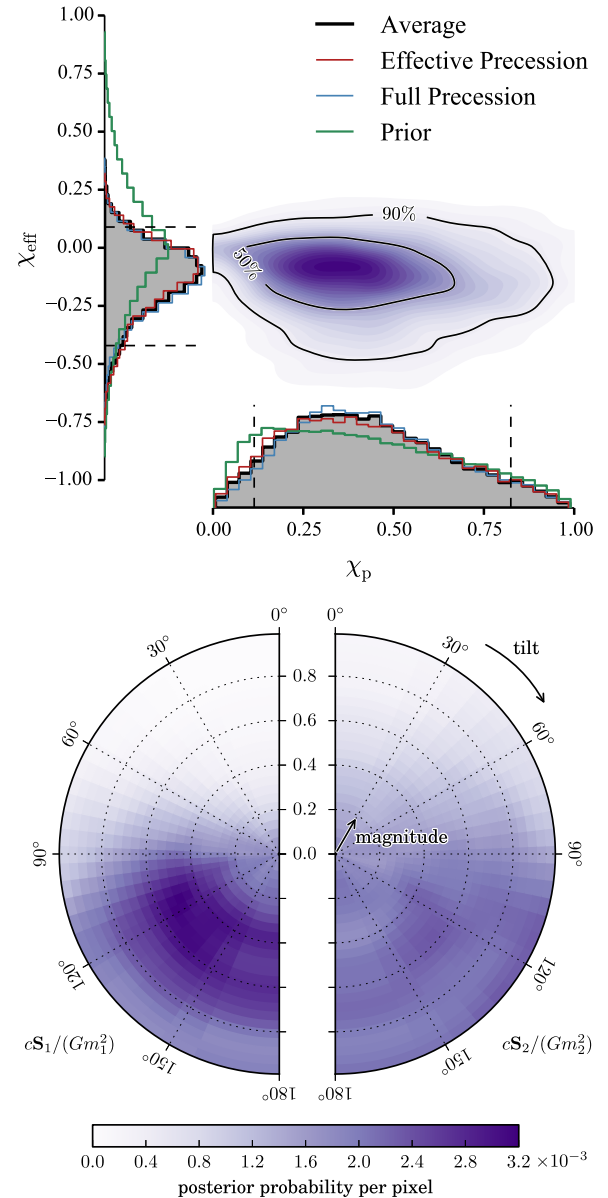 1.00
0.75
0.50
0.25
0.00
−0.25
−0.50
−0.75
−1.00
χeff
Average
Effective Precession
Full Precession
Prior
90%
50%
0.00 0.25 0.50 0.75 1.00
χp
0° 0°
30° 30°
tilt
60° 60°
0.8
0.6
0.4
0.2
0.0
magnitude
90° 90°
120° 120°
cS₁/(Gm₁²) cS₂/(Gm₂²)
150° 150°
180° 180°
0.0 0.4 0.8 1.2 1.6 2.0 2.4 2.8 3.2 ×10⁻³
posterior probability per pixel